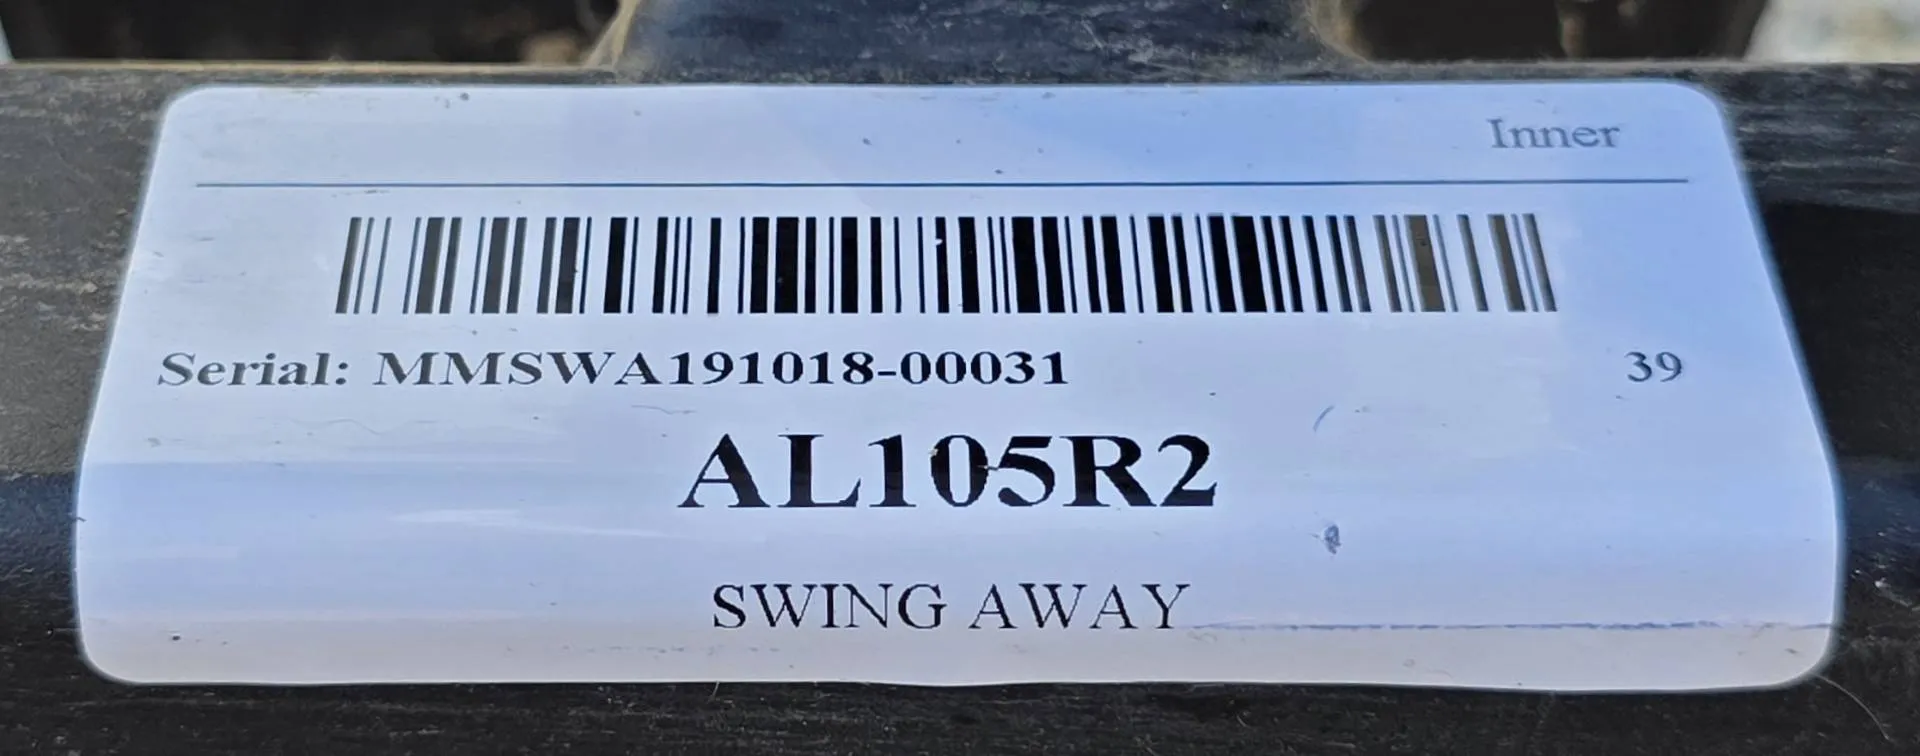 Inner
Serial: MMSWA191018-00031 39
AL105R2
SWING AWAY